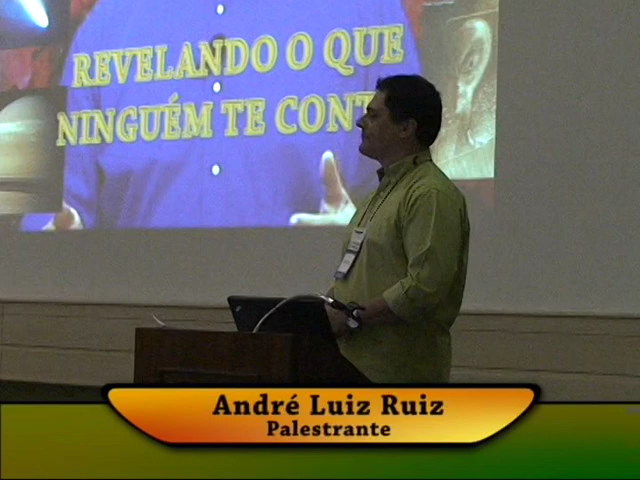 REVELANDO O QUE
NINGUÉM TE CONT
André Luiz Ruiz
Palestrante